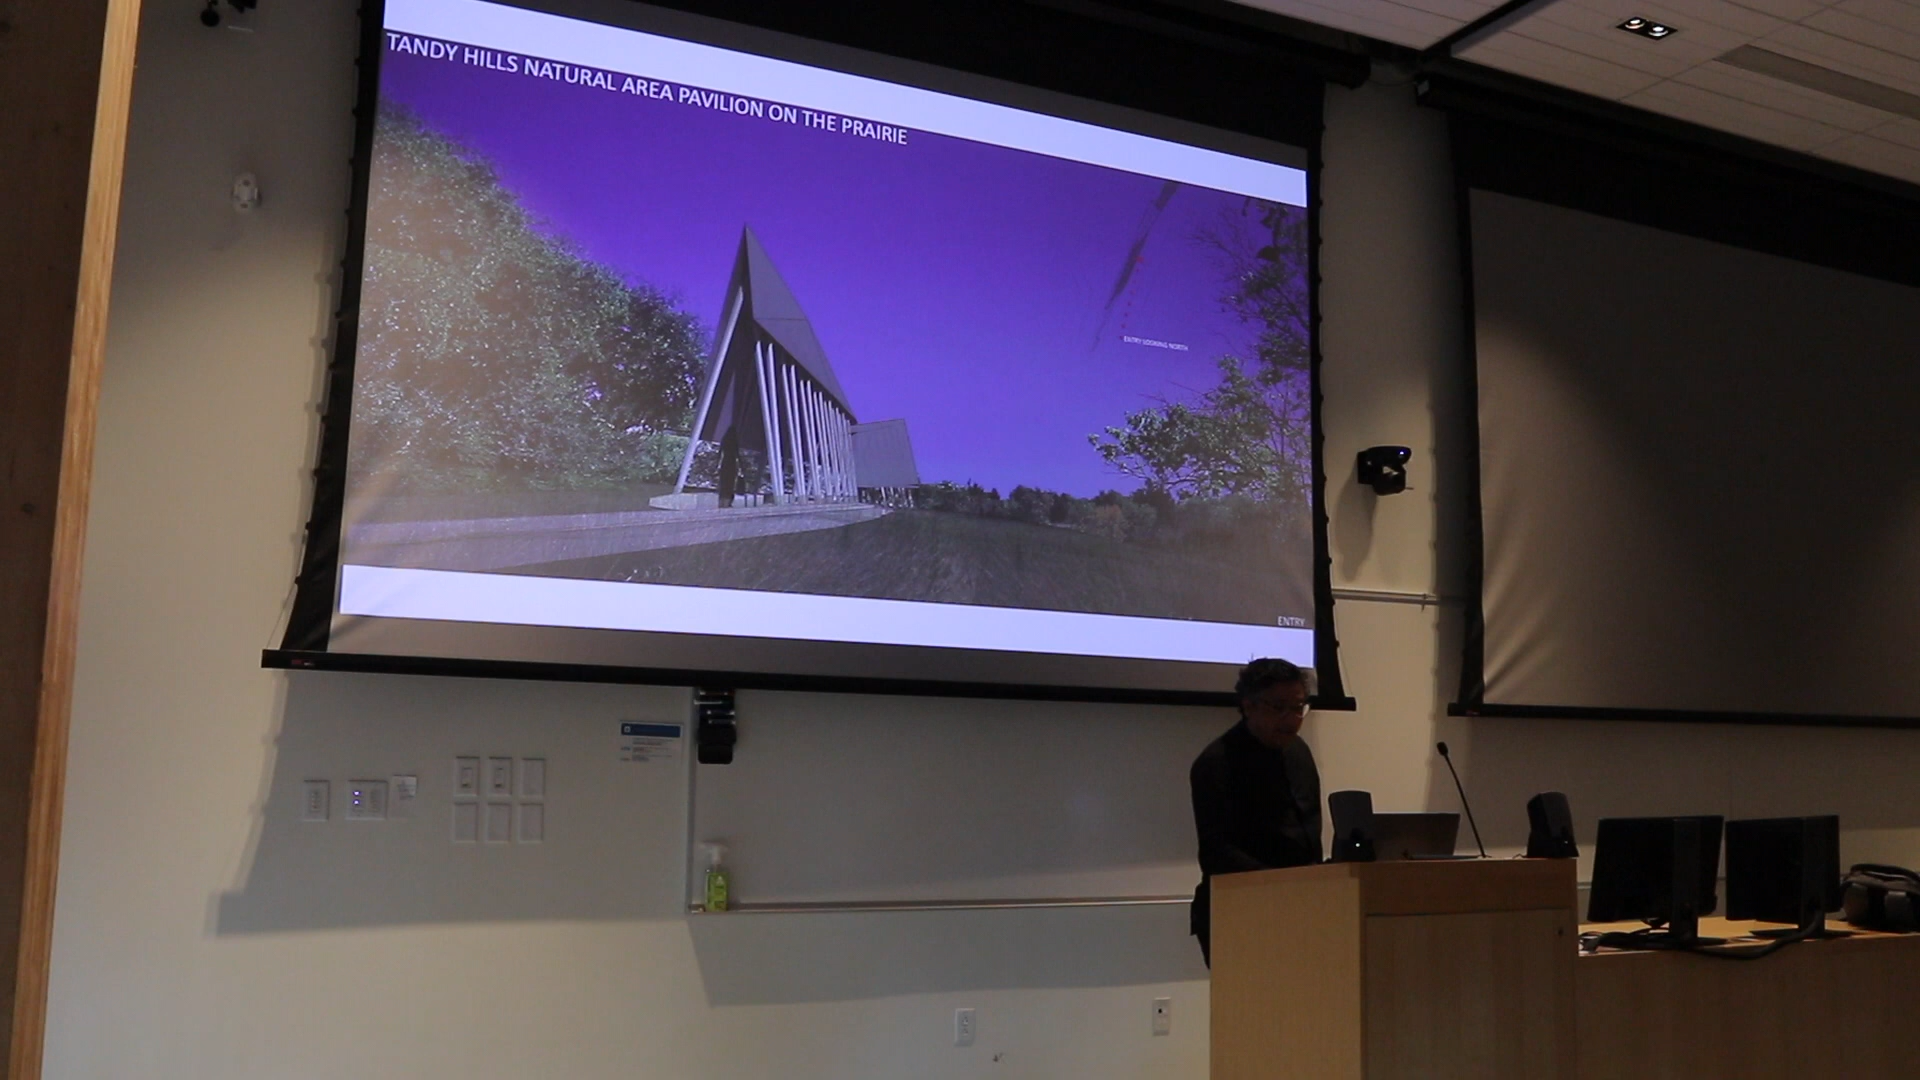 TANDY HILLS NATURAL AREA PAVILION ON THE PRAIRIE
ENTRY LOOKING NORTH
ENTRY